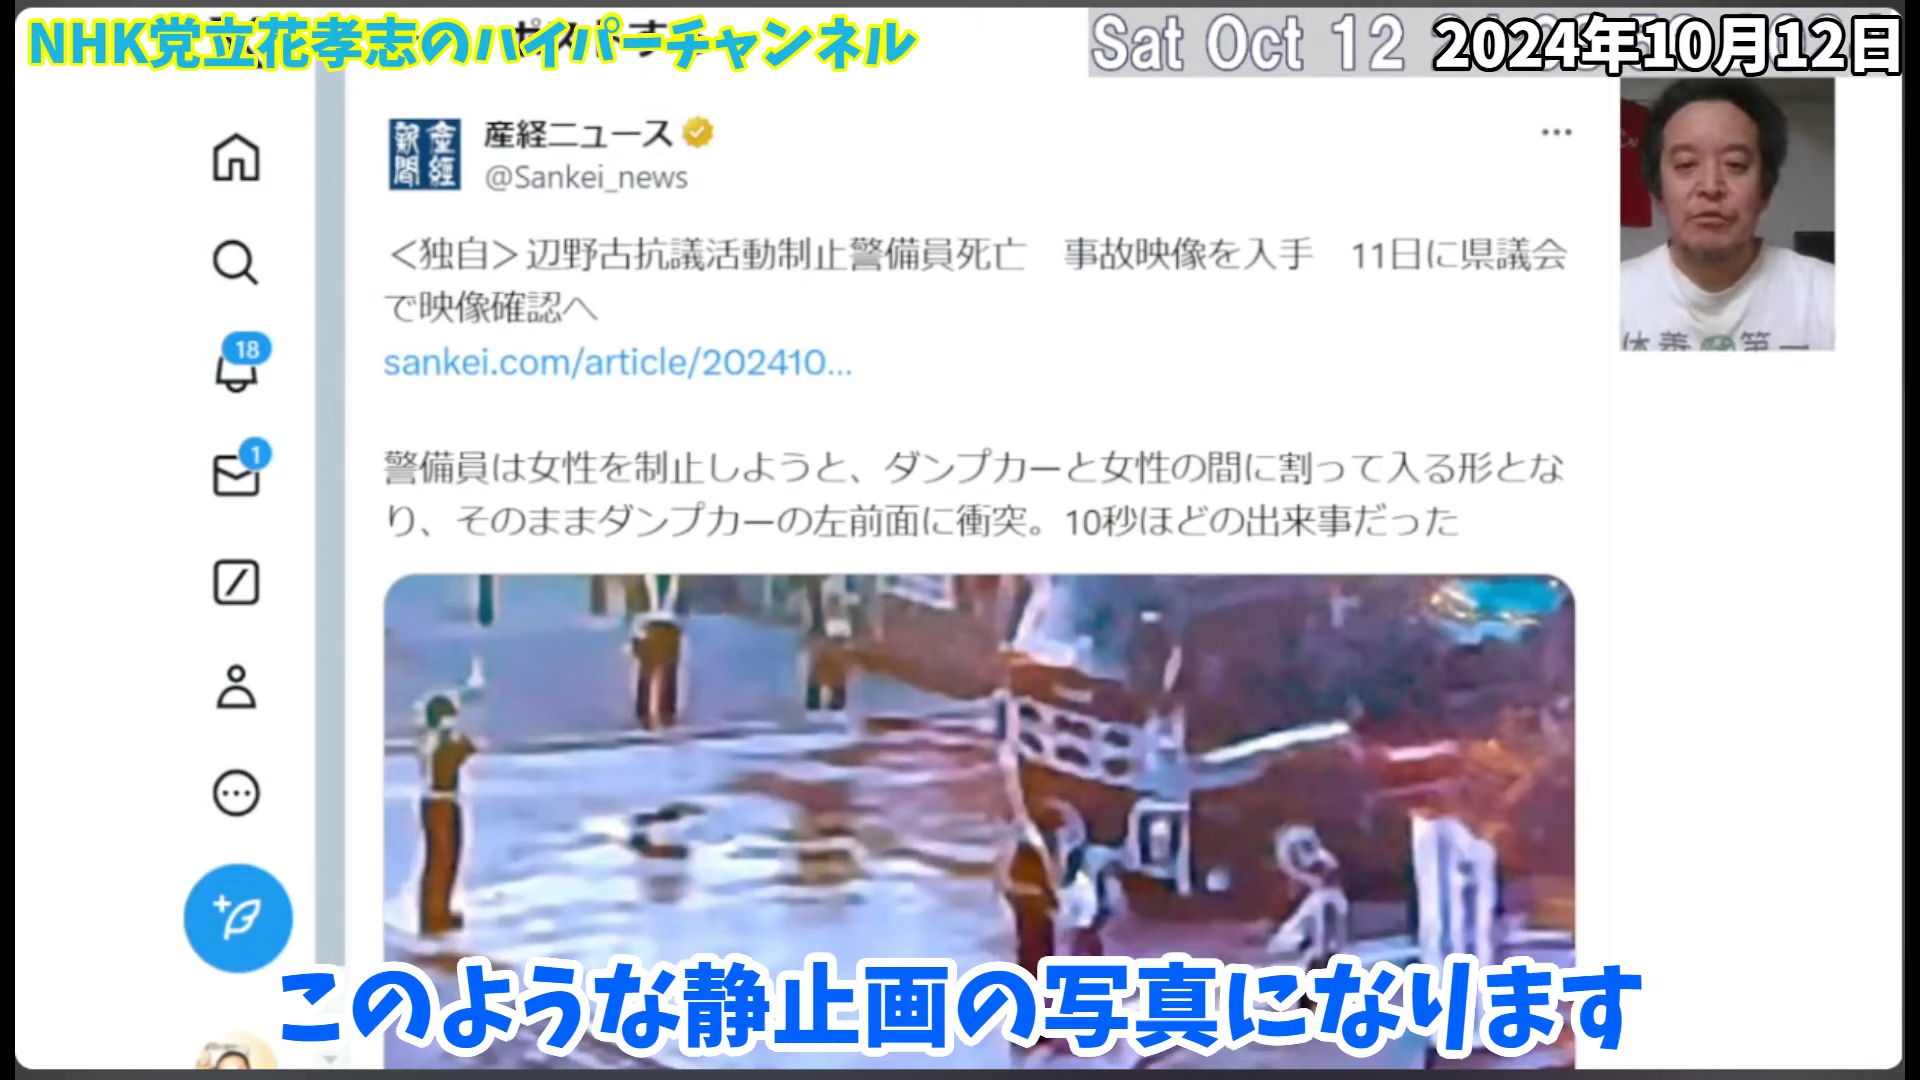 NHK党立花孝志のハイパーチャンネル
Sat Oct 12
2024年10月12日
産経ニュース
@Sankei_news
＜独自＞辺野古抗議活動制止警備員死亡　事故映像を入手　11日に県議会
で映像確認へ
sankei.com/article/202410…
警備員は女性を制止しようと、ダンプカーと女性の間に割って入る形とな
り、そのままダンプカーの左前面に衝突。10秒ほどの出来事だった
18
1
新聞
産經
休養 第一
このような静止画の写真になります